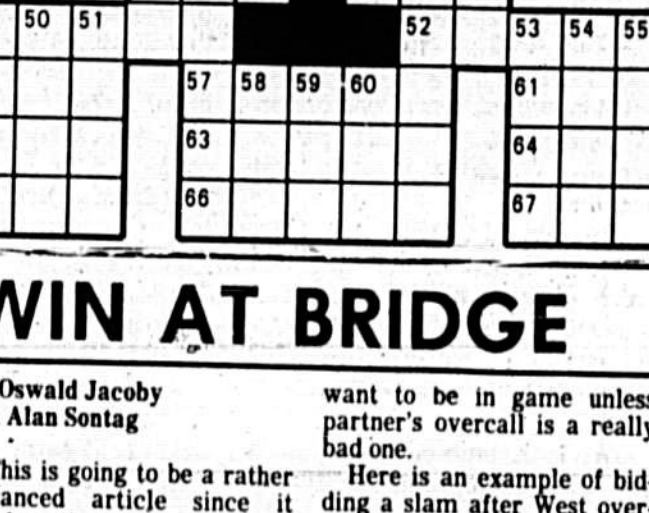 50 51 52 53 54 55
57 58 59 60 61
63 64
66 67
WIN AT BRIDGE
Oswald Jacoby
Alan Sontag
his is going to be a rather
anced article since it
want to be in game unless
partner's overcall is a really
bad one.
Here is an example of bid-
ding a slam after West over-